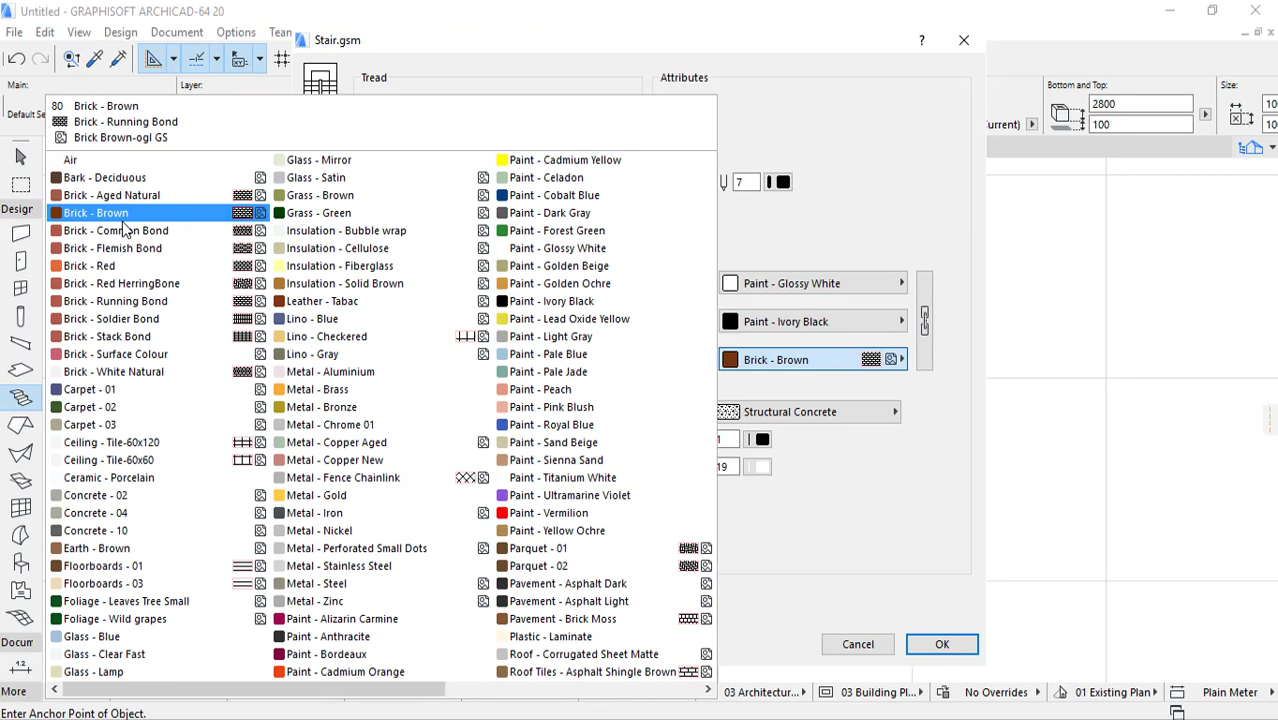 Untitled - GRAPHISOFT ARCHICAD-64 20
File Edit View Design Document Options Tean
Stair.gsm
Main:
Layer:
Tread
Attributes
Bottom and Top:
Size:
Default Se
2800
100
urrent)
7
80 Brick - Brown
Brick - Running Bond
Brick Brown-ogl GS
Air
Bark - Deciduous
Brick - Aged Natural
Brick - Brown
Brick - Common Bond
Brick - Flemish Bond
Brick - Red
Brick - Red HerringBone
Brick - Running Bond
Brick - Soldier Bond
Brick - Stack Bond
Brick - Surface Colour
Brick - White Natural
Carpet - 01
Carpet - 02
Carpet - 03
Ceiling - Tile-60x120
Ceiling - Tile-60x60
Ceramic - Porcelain
Concrete - 02
Concrete - 04
Concrete - 10
Earth - Brown
Floorboards - 01
Floorboards - 03
Foliage - Leaves Tree Small
Foliage - Wild grapes
Glass - Blue
Glass - Clear Fast
Glass - Lamp
Glass - Mirror
Glass - Satin
Grass - Brown
Grass - Green
Insulation - Bubble wrap
Insulation - Cellulose
Insulation - Fiberglass
Insulation - Solid Brown
Leather - Tabac
Lino - Blue
Lino - Checkered
Lino - Gray
Metal - Aluminium
Metal - Brass
Metal - Bronze
Metal - Chrome 01
Metal - Copper Aged
Metal - Copper New
Metal - Fence Chainlink
Metal - Gold
Metal - Iron
Metal - Nickel
Metal - Perforated Small Dots
Metal - Stainless Steel
Metal - Steel
Metal - Zinc
Paint - Alizarin Carmine
Paint - Anthracite
Paint - Bordeaux
Paint - Cadmium Orange
Paint - Cadmium Yellow
Paint - Celadon
Paint - Cobalt Blue
Paint - Dark Gray
Paint - Forest Green
Paint - Glossy White
Paint - Golden Beige
Paint - Golden Ochre
Paint - Ivory Black
Paint - Lead Oxide Yellow
Paint - Light Gray
Paint - Pale Blue
Paint - Pale Jade
Paint - Peach
Paint - Pink Blush
Paint - Royal Blue
Paint - Sand Beige
Paint - Sienna Sand
Paint - Titanium White
Paint - Ultramarine Violet
Paint - Vermilion
Paint - Yellow Ochre
Parquet - 01
Parquet - 02
Pavement - Asphalt Dark
Pavement - Asphalt Light
Pavement - Brick Moss
Plastic - Laminate
Roof - Corrugated Sheet Matte
Roof Tiles - Asphalt Shingle Brown
Paint - Glossy White
Paint - Ivory Black
Brick - Brown
Structural Concrete
1
19
Cancel
OK
Design
Docum
1.2
More
03 Architectur...
03 Building Pl...
No Overrides
01 Existing Plan
Plain Meter
Enter Anchor Point of Object.